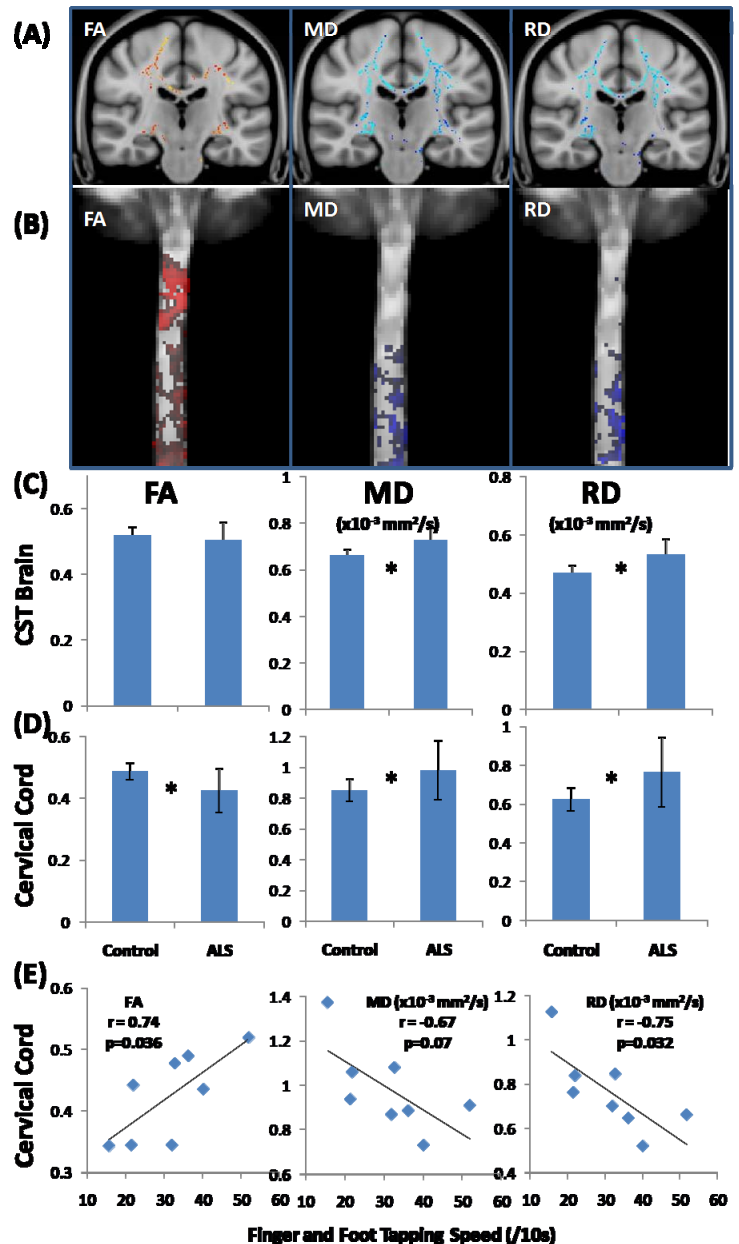 (A) FA MD RD
(B) FA MD RD
(C) FA MD RD
(x10⁻³ mm²/s) (x10⁻³ mm²/s)
CST Brain
0.6
0.5
0.4
0.3
0.2
0.1
0
1
0.8
0.6
0.4
0.2
0
0.8
0.6
0.4
0.2
0
*
*
(D)
Cervical Cord
0.6
0.4
0.2
0
1.2
1
0.8
0.6
0.4
0.2
0
1
0.8
0.6
0.4
0.2
0
*
*
*
Control ALS Control ALS Control ALS
(E)
Cervical Cord
FA
r = 0.74
p=0.036
0.6
0.5
0.4
0.3
10 20 30 40 50 60
MD (x10⁻³ mm²/s)
r = -0.67
p=0.07
1.4
1.2
1
0.8
0.6
10 20 30 40 50 60
RD (x10⁻³ mm²/s)
r = -0.75
p=0.032
1.2
1
0.8
0.6
0.4
10 20 30 40 50 60
Finger and Foot Tapping Speed (/10s)